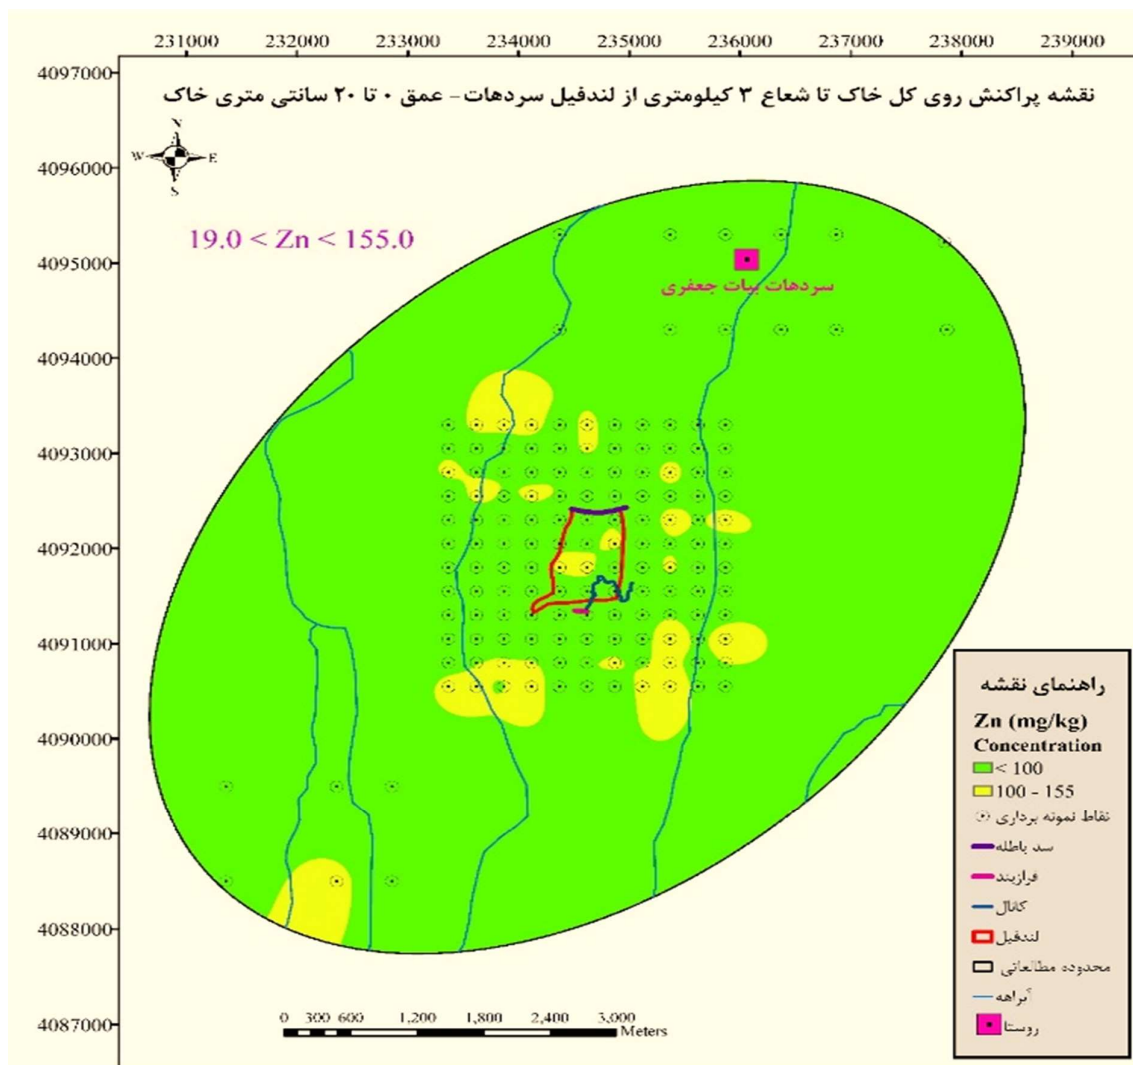 231000 232000 233000 234000 235000 236000 237000 238000 239000
4097000
نقشه پراکنش روی کل خاک تا شعاع ۳ کیلومتری از لندفیل سردهات - عمق ۰ تا ۲۰ سانتی متری خاک
N
W E
S
4096000
19.0 < Zn < 155.0
4095000
سردهات بیات جعفری
4094000
4093000
4092000
4091000
4090000
4089000
4088000
4087000
راهنمای نقشه
Zn (mg/kg)
Concentration
< 100
100 - 155
نقاط نمونه برداری
سد باطله
فرازبند
کانال
لندفیل
محدوده مطالعاتی
آبراهه
روستا
0 300 600 1,200 1,800 2,400 3,000
Meters